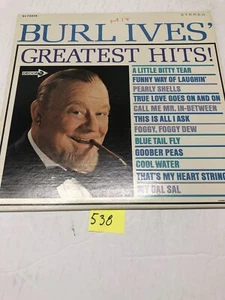 STEREO
BURL IVES'
GREATEST HITS!
DECCA
A LITTLE BITTY TEAR
FUNNY WAY OF LAUGHIN'
PEARLY SHELLS
TRUE LOVE GOES ON AND ON
CALL ME MR. IN-BETWEEN
THIS IS ALL I ASK
FOGGY, FOGGY DEW
BLUE TAIL FLY
GOOBER PEAS
COOL WATER
THAT'S MY HEART STRINGS
MY GAL SAL
538